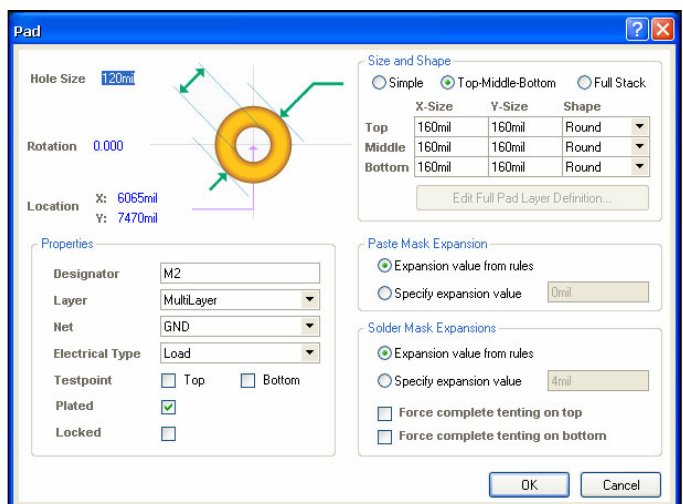 Pad
Hole Size 120mil
Rotation 0.000
Location X: 6065mil
Y: 7470mil
Size and Shape
Simple Top-Middle-Bottom Full Stack
X-Size Y-Size Shape
Top 160mil 160mil Round
Middle 160mil 160mil Round
Bottom 160mil 160mil Round
Edit Full Pad Layer Definition...
Properties
Designator M2
Layer MultiLayer
Net GND
Electrical Type Load
Testpoint Top Bottom
Plated
Locked
Paste Mask Expansion
Expansion value from rules
Specify expansion value 0mil
Solder Mask Expansions
Expansion value from rules
Specify expansion value 4mil
Force complete tenting on top
Force complete tenting on bottom
OK Cancel